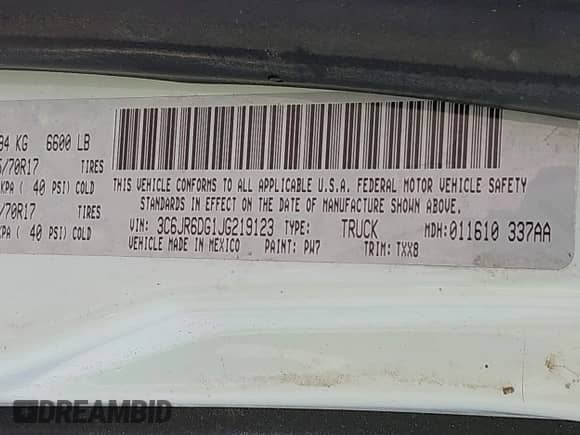 84 KG 6600 LB
/70R17 TIRES
KPA ( 40 PSI) COLD
/70R17 TIRES
KPA ( 40 PSI) COLD
THIS VEHICLE CONFORMS TO ALL APPLICABLE U.S.A. FEDERAL MOTOR VEHICLE SAFETY
STANDARDS IN EFFECT ON THE DATE OF MANUFACTURE SHOWN ABOVE.
VIN: 3C6JR6DG1JG219123 TYPE: TRUCK MDH: 011610 337AA
VEHICLE MADE IN MEXICO PAINT: PW7 TRIM: TXX8
DREAMBID